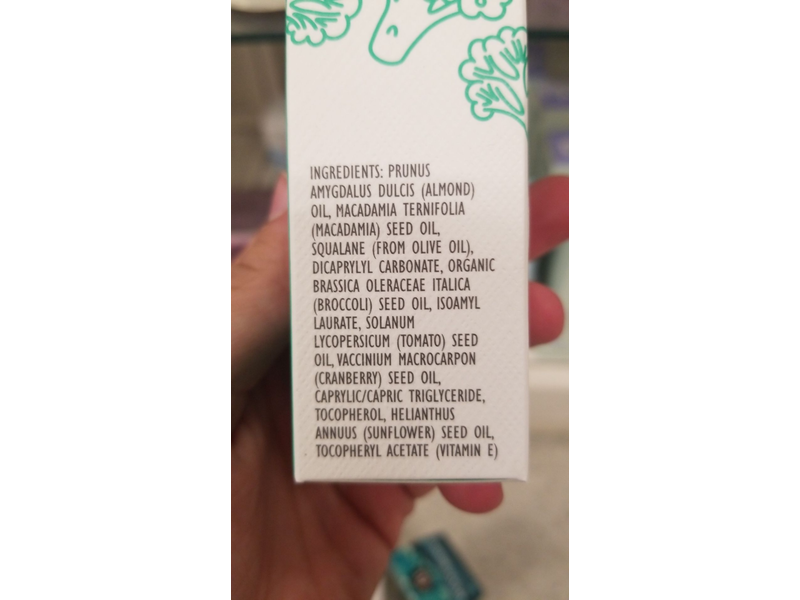 INGREDIENTS: PRUNUS
AMYGDALUS DULCIS (ALMOND)
OIL, MACADAMIA TERNIFOLIA
(MACADAMIA) SEED OIL,
SQUALANE (FROM OLIVE OIL),
DICAPRYLYL CARBONATE, ORGANIC
BRASSICA OLERACEAE ITALICA
(BROCCOLI) SEED OIL, ISOAMYL
LAURATE, SOLANUM
LYCOPERSICUM (TOMATO) SEED
OIL, VACCINIUM MACROCARPON
(CRANBERRY) SEED OIL,
CAPRYLIC/CAPRIC TRIGLYCERIDE,
TOCOPHEROL, HELIANTHUS
ANNUUS (SUNFLOWER) SEED OIL,
TOCOPHERYL ACETATE (VITAMIN E)